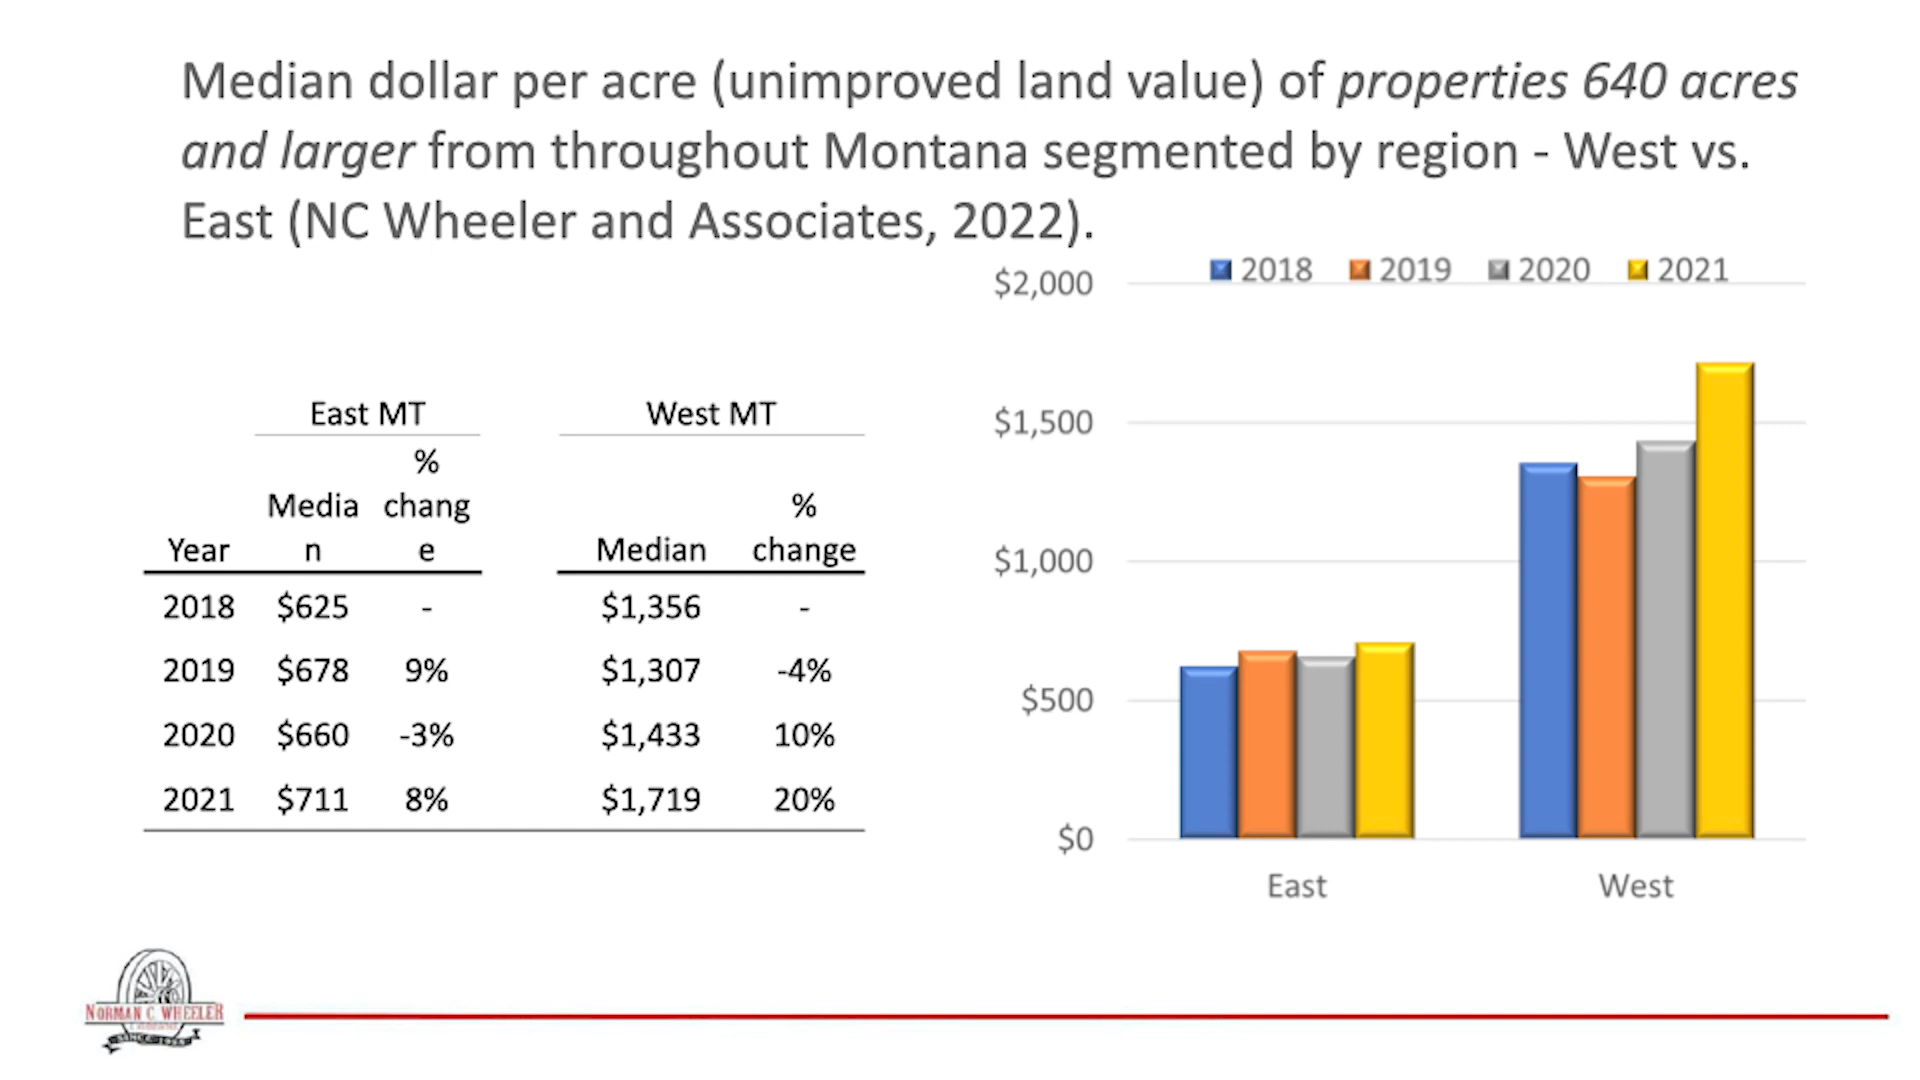 Median dollar per acre (unimproved land value) of properties 640 acres
and larger from throughout Montana segmented by region - West vs.
East (NC Wheeler and Associates, 2022).
East MT West MT
%
Media chang %
Year n e Median change
2018 $625 - $1,356 -
2019 $678 9% $1,307 -4%
2020 $660 -3% $1,433 10%
2021 $711 8% $1,719 20%
2018 2019 2020 2021
$2,000
$1,500
$1,000
$500
$0
East West
NORMAN C. WHEELER